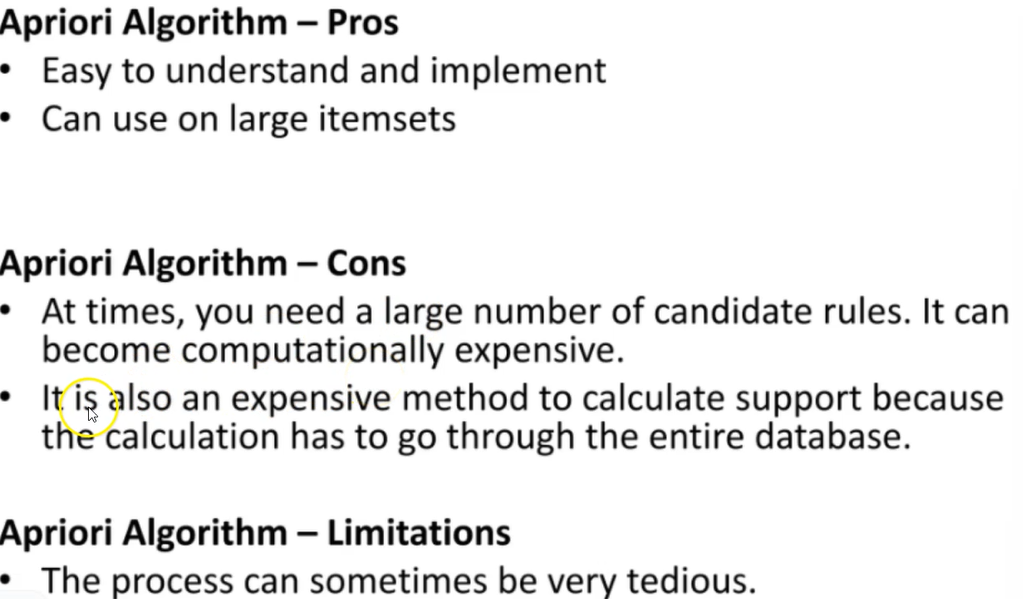 Apriori Algorithm – Pros
• Easy to understand and implement
• Can use on large itemsets
Apriori Algorithm – Cons
• At times, you need a large number of candidate rules. It can
become computationally expensive.
• It is also an expensive method to calculate support because
the calculation has to go through the entire database.
Apriori Algorithm – Limitations
• The process can sometimes be very tedious.